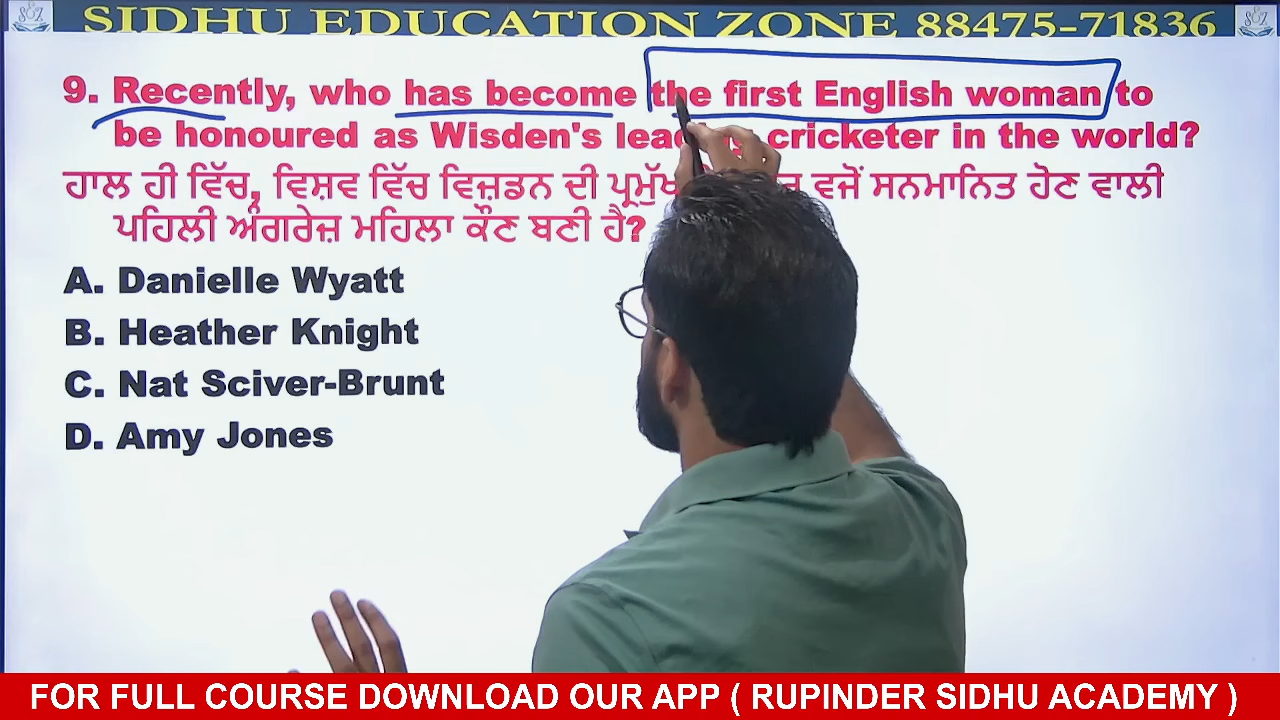 SIDHU EDUCATION ZONE 88475-71836
9. Recently, who has become the first English woman to
be honoured as Wisden's cricketer in the world?
ਹਾਲ ਹੀ ਵਿੱਚ, ਵਿਸ਼ਵ ਵਿੱਚ ਵਿਜ਼ਡਨ ਦੀ ਵਜੋਂ ਸਨਮਾਨਿਤ ਹੋਣ ਵਾਲੀ
ਪਹਿਲੀ ਅੰਗਰੇਜ਼ ਮਹਿਲਾ ਕੌਣ ਬਣੀ ਹੈ?
A. Danielle Wyatt
B. Heather Knight
C. Nat Sciver-Brunt
D. Amy Jones
FOR FULL COURSE DOWNLOAD OUR APP ( RUPINDER SIDHU ACADEMY )